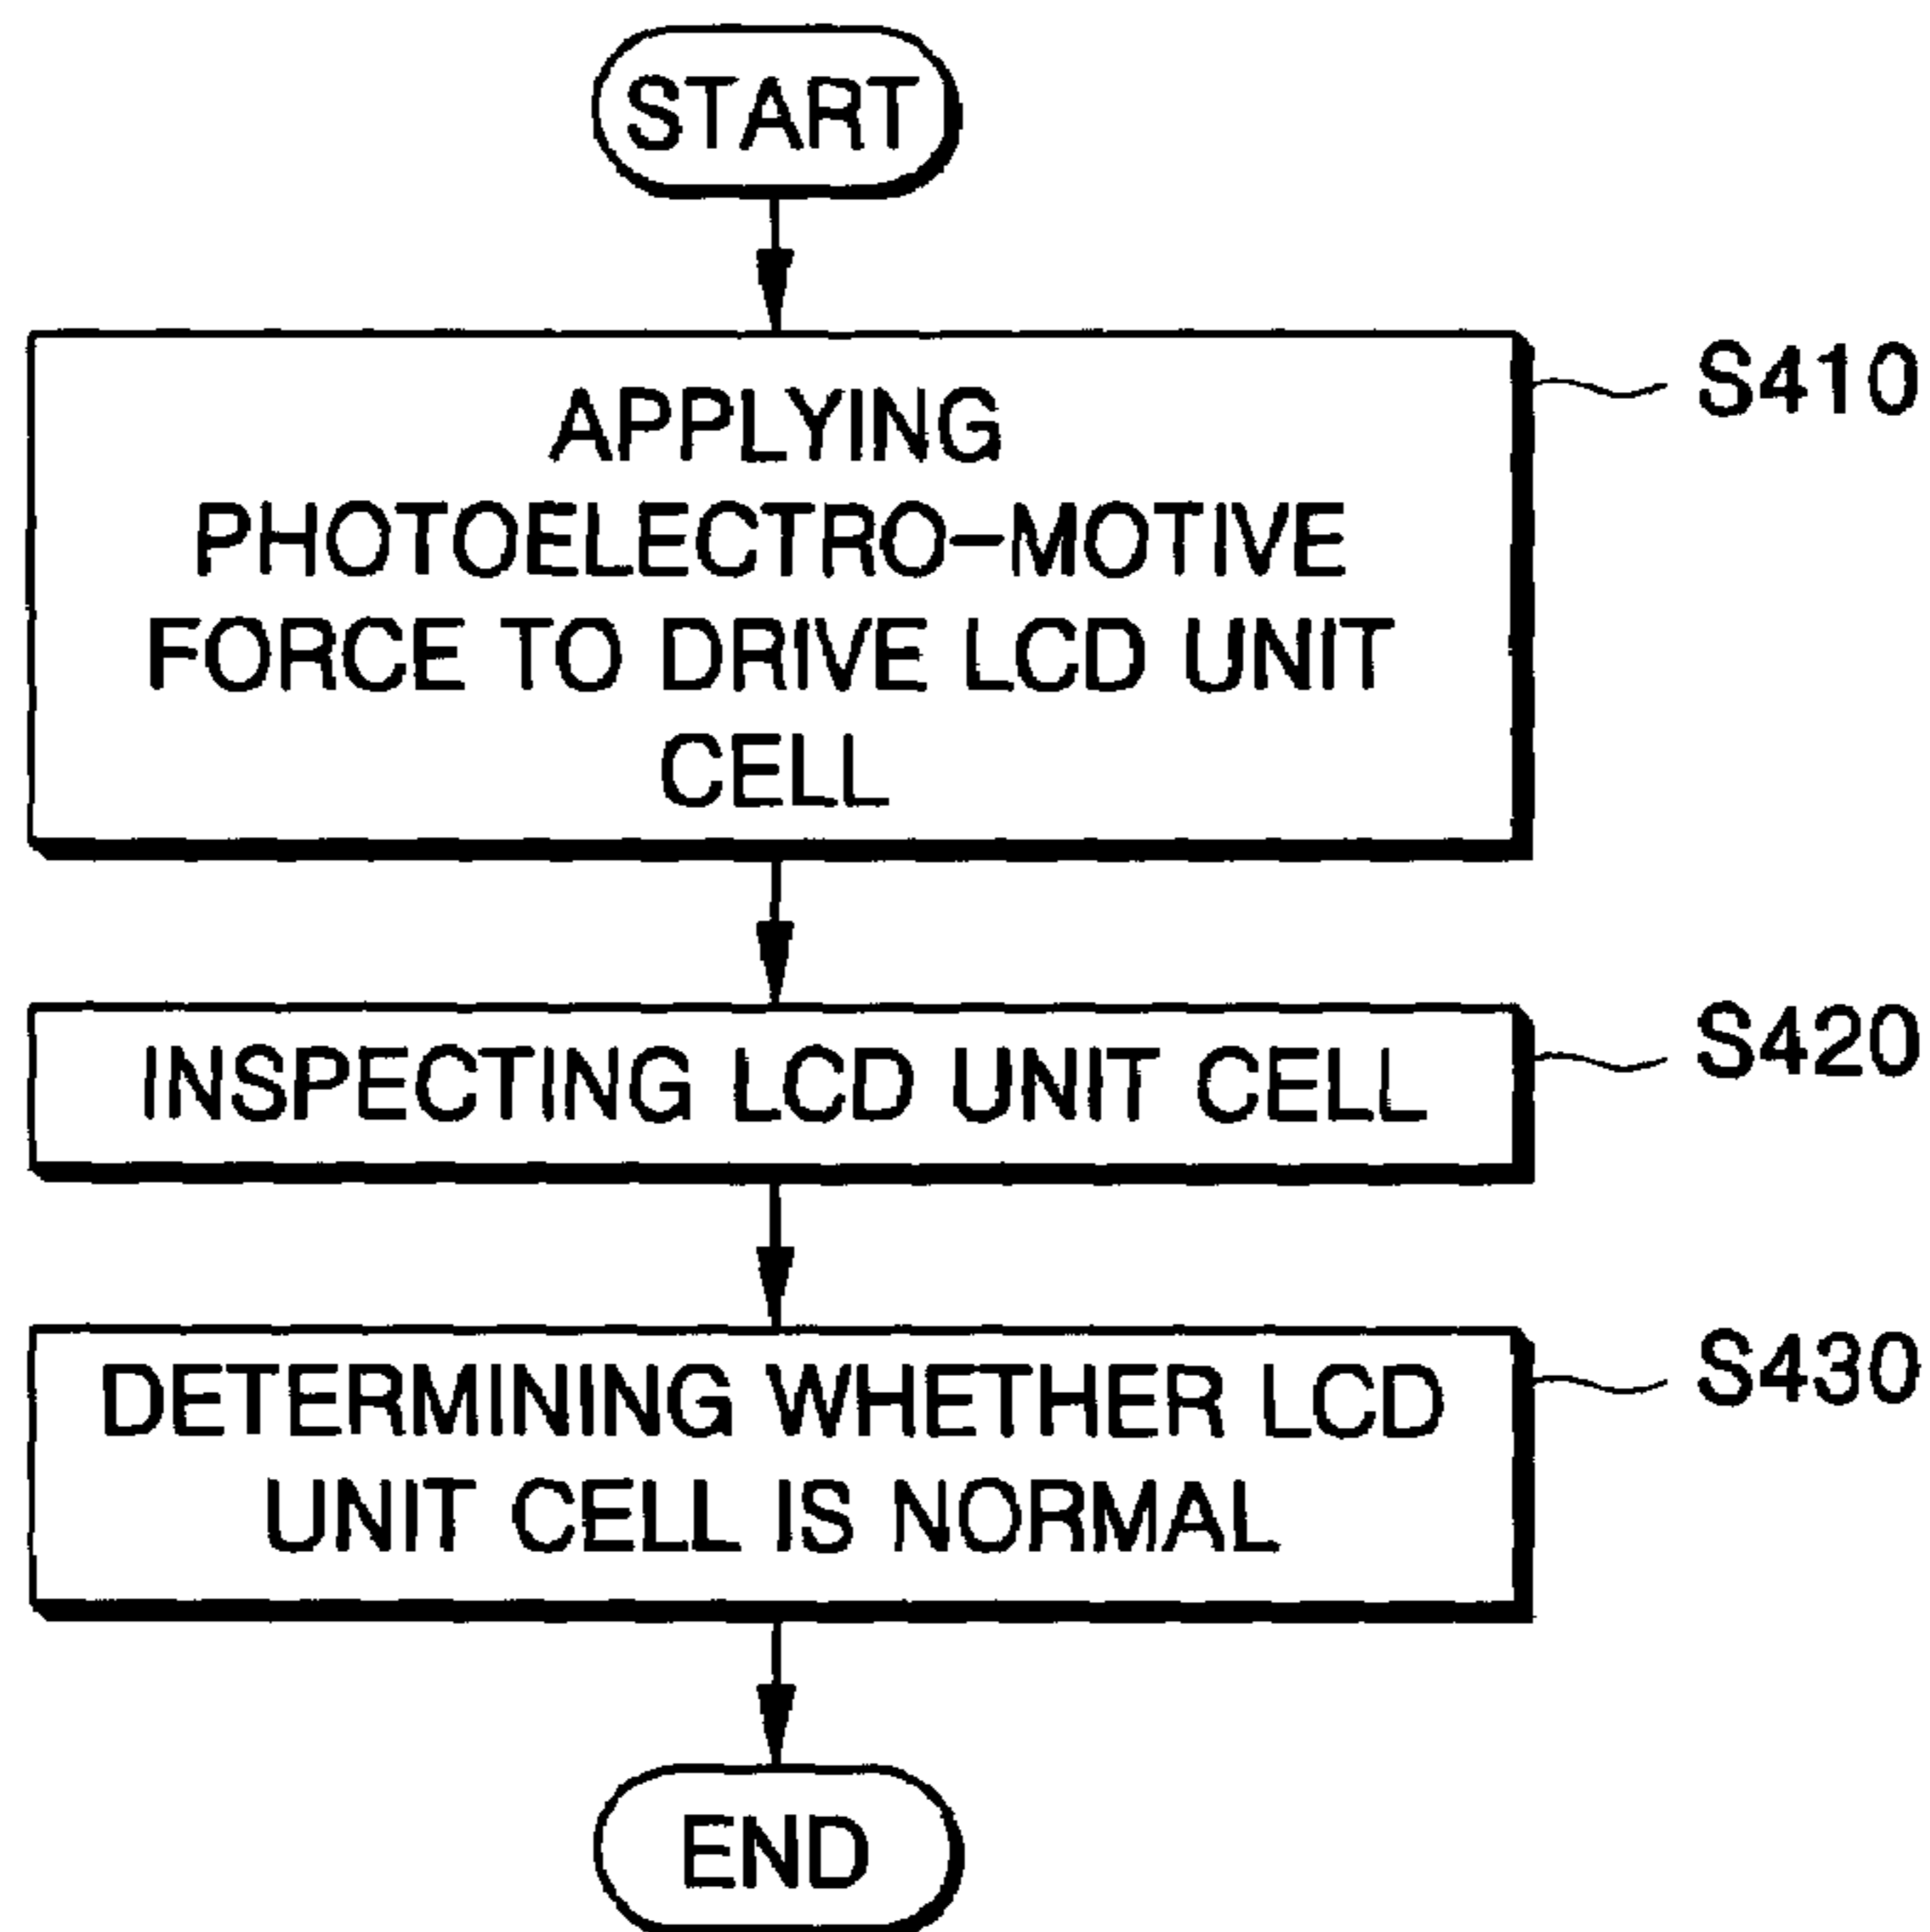 START
APPLYING
PHOTOELECTRO-MOTIVE
FORCE TO DRIVE LCD UNIT
CELL
S410
INSPECTING LCD UNIT CELL
S420
DETERMINING WHETHER LCD
UNIT CELL IS NORMAL
S430
END